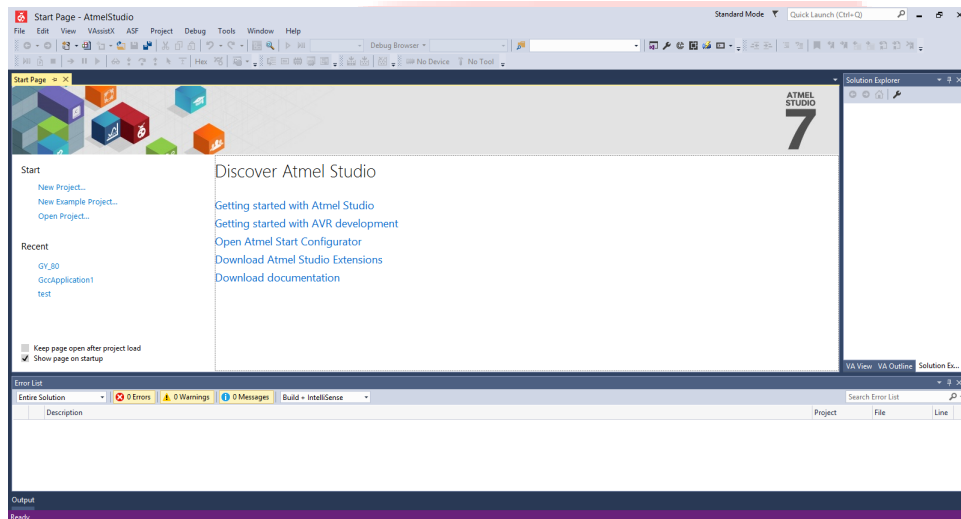 Start Page - AtmelStudio
Standard Mode
Quick Launch (Ctrl+Q)
File Edit View VAssistX ASF Project Debug Tools Window Help
Debug Browser
Hex
No Device No Tool
Start Page
Solution Explorer
ATMEL
STUDIO
7
Start
New Project...
New Example Project...
Open Project...
Recent
GY_80
GccApplication1
test
Keep page open after project load
Show page on startup
Discover Atmel Studio
Getting started with Atmel Studio
Getting started with AVR development
Open Atmel Start Configurator
Download Atmel Studio Extensions
Download documentation
VA View VA Outline Solution Ex...
Error List
Entire Solution 0 Errors 0 Warnings 0 Messages Build + IntelliSense
Search Error List
Description Project File Line
Output
Ready